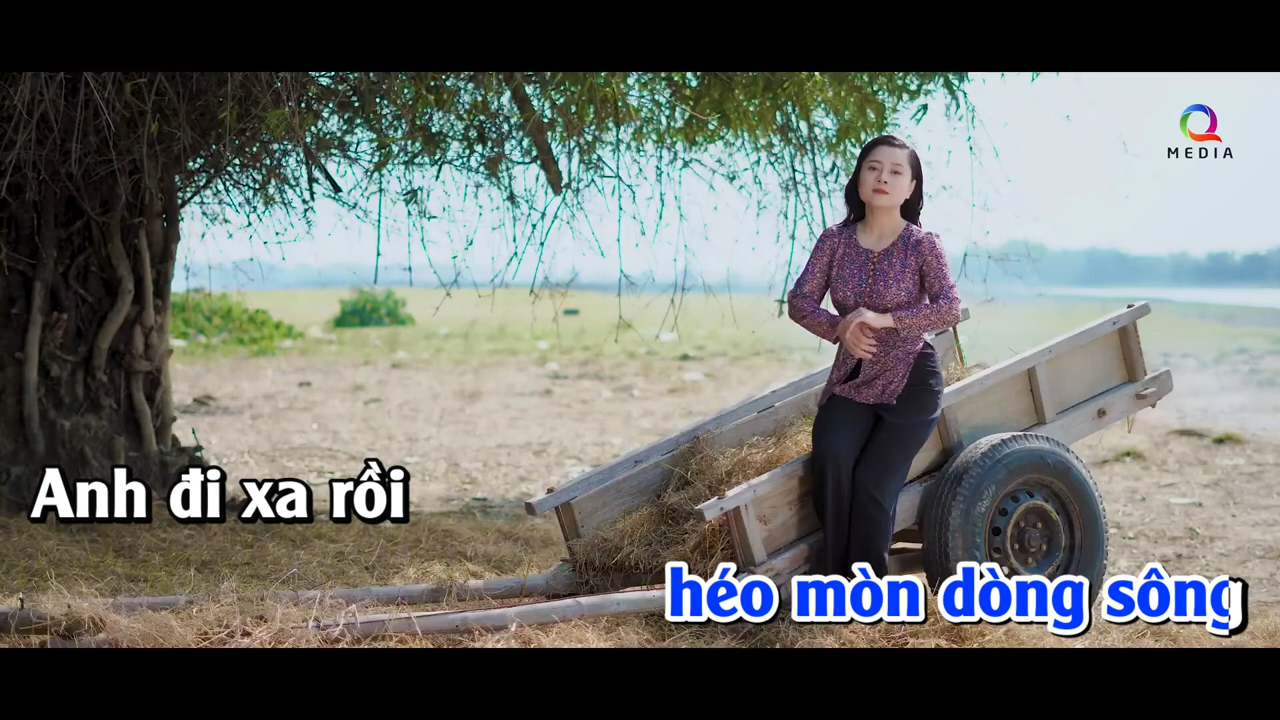 MEDIA
Anh đi xa rồi
héo mòn dòng sông